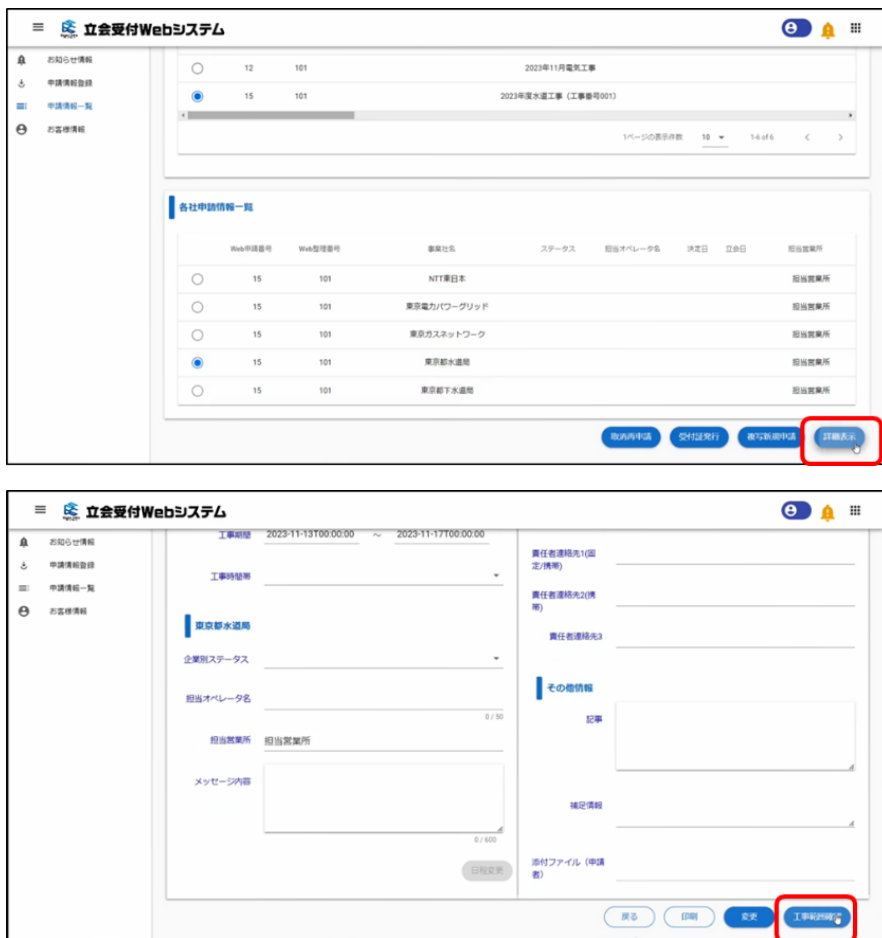 立会受付Webシステム
お知らせ情報
申請情報登録
申請情報一覧
お客様情報
12 101 2023年11月電気工事
15 101 2023年度水道工事（工事番号001）
1ページの表示件数 10 1-6 of 6
各社申請情報一覧
Web申請番号 Web整理番号 事業社名 ステータス 担当オペレータ名 決定日 立会日 担当営業所
15 101 NTT東日本 担当営業所
15 101 東京電力パワーグリッド 担当営業所
15 101 東京ガスネットワーク 担当営業所
15 101 東京都水道局 担当営業所
15 101 東京都下水道局 担当営業所
取消再申請 受付証発行 複写新規申請 詳細表示
立会受付Webシステム
お知らせ情報
申請情報登録
申請情報一覧
お客様情報
工事期間 2023-11-13T00:00:00 ～ 2023-11-17T00:00:00
工事時間帯
東京都水道局
企業別ステータス
担当オペレータ名
0 / 50
担当営業所 担当営業所
メッセージ内容
0 / 600
日程変更
責任者連絡先1(固
定/携帯)
責任者連絡先2(携
帯)
責任者連絡先3
その他情報
記事
補足情報
添付ファイル（申請
者）
戻る 印刷 変更 工事範囲確認